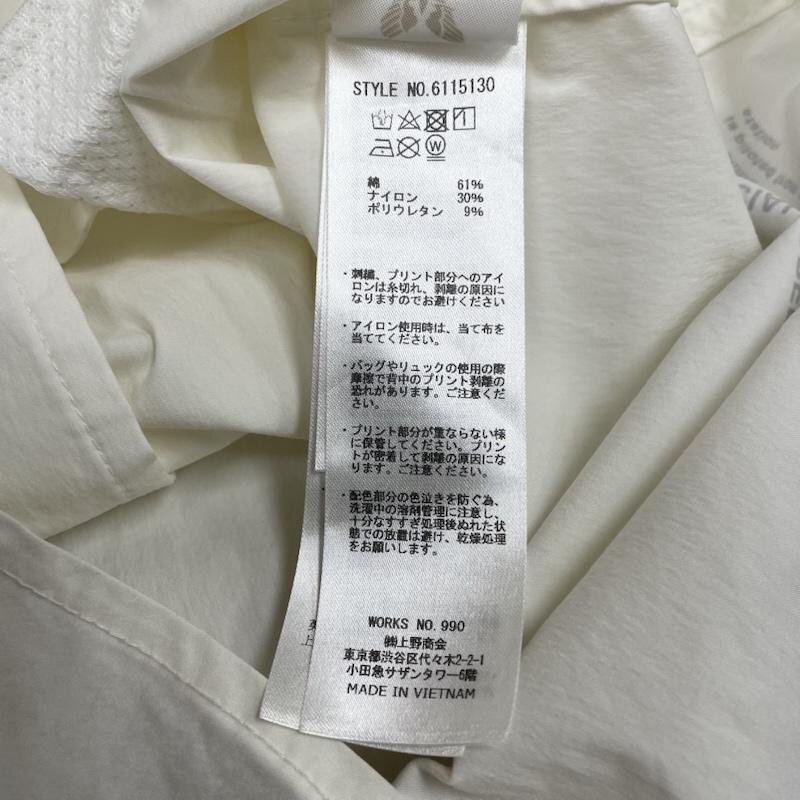 STYLE NO.6115130
綿 61%
ナイロン 30%
ポリウレタン 9%
・刺繍、プリント部分へのアイ
ロンは糸切れ、剥離の原因に
なりますのでお避けください
・アイロン使用時は、当て布を
当ててください。
・バッグやリュックの使用の際
摩擦で背中のプリント剥離の
恐れがあります。ご注意くだ
さい。
・プリント部分が重ならない様
に保管してください。プリン
トが密着して剥離の原因にな
ります。ご注意ください。
・配色部分の色泣きを防ぐ為、
洗濯中の溶剤管理に注意し、
十分なすすぎ処理後ぬれた状
態での放置は避け、乾燥処理
をお願いします。
WORKS NO.990
㈱上野商会
東京都渋谷区代々木2-2-1
小田急サザンタワー6階
MADE IN VIETNAM